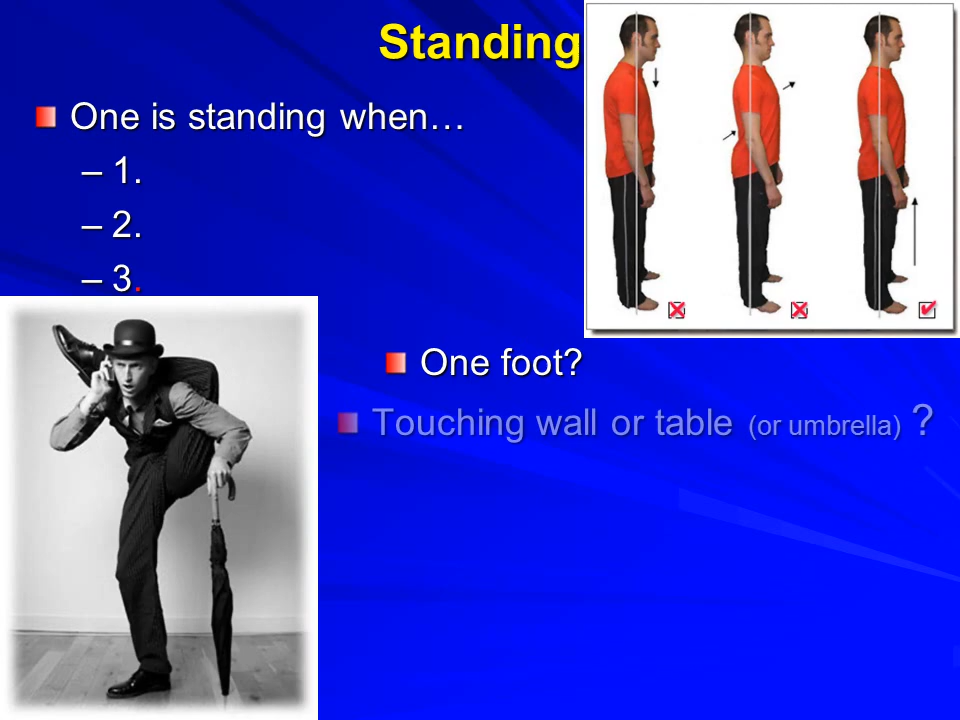 Standing
One is standing when…
– 1.
– 2.
– 3.
One foot?
Touching wall or table (or umbrella) ?